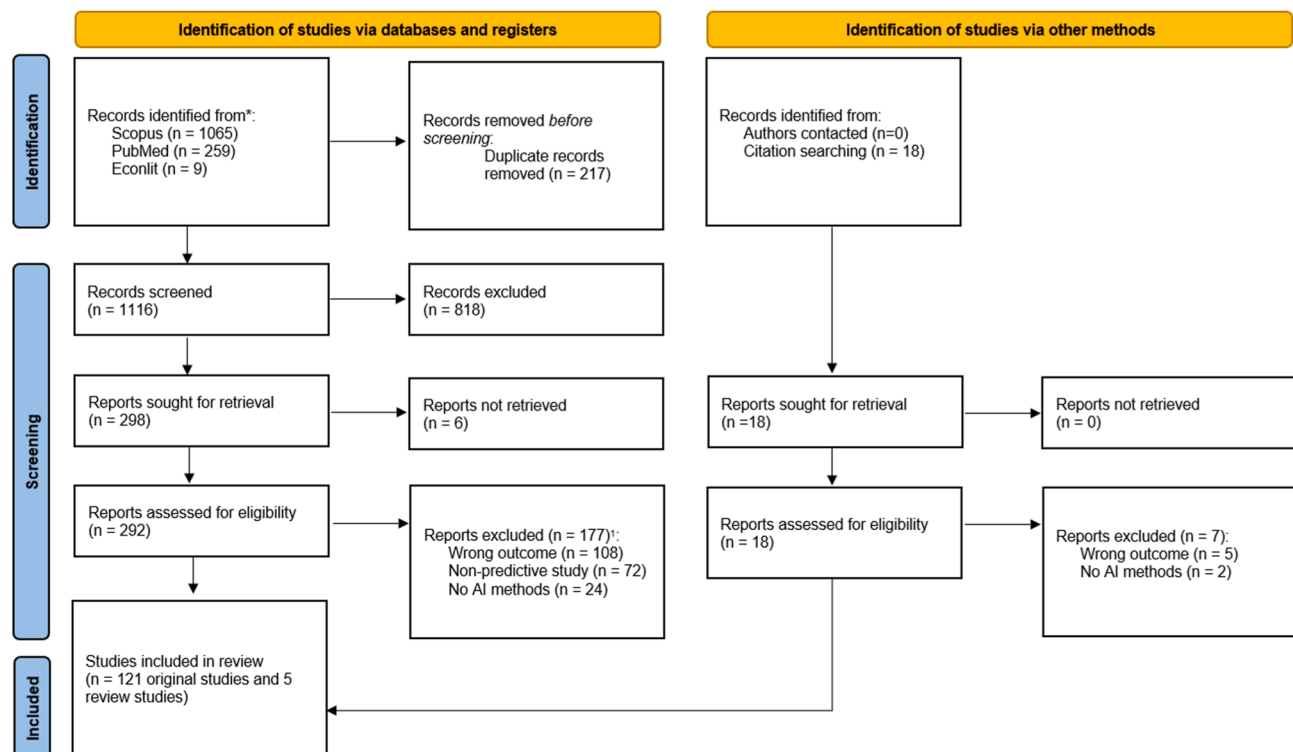 Identification of studies via databases and registers
Identification of studies via other methods
Identification
Records identified from*:
Scopus (n = 1065)
PubMed (n = 259)
Econlit (n = 9)
Records removed before
screening:
Duplicate records
removed (n = 217)
Records identified from:
Authors contacted (n=0)
Citation searching (n = 18)
Screening
Records screened
(n = 1116)
Records excluded
(n = 818)
Reports sought for retrieval
(n = 298)
Reports not retrieved
(n = 6)
Reports sought for retrieval
(n =18)
Reports not retrieved
(n = 0)
Reports assessed for eligibility
(n = 292)
Reports excluded (n = 177)¹:
Wrong outcome (n = 108)
Non-predictive study (n = 72)
No AI methods (n = 24)
Reports assessed for eligibility
(n = 18)
Reports excluded (n = 7):
Wrong outcome (n = 5)
No AI methods (n = 2)
Included
Studies included in review
(n = 121 original studies and 5
review studies)